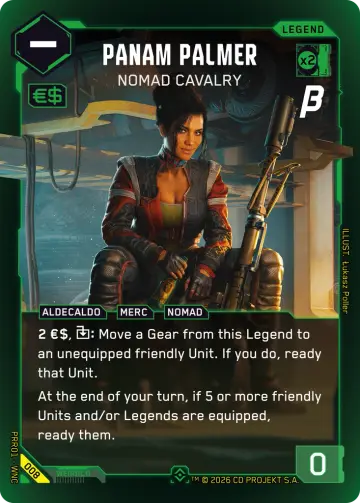 LEGEND
PANAM PALMER
x2
NOMAD CAVALRY
€$
β
ILLUST. Łukasz Poller
ALDECALDO MERC NOMAD
2 €$, : Move a Gear from this Legend to
an unequipped friendly Unit. If you do, ready
that Unit.
At the end of your turn, if 5 or more friendly
Units and/or Legends are equipped,
ready them.
PRR01 WNC
008
0
™ © 2026 CD PROJEKT S.A.